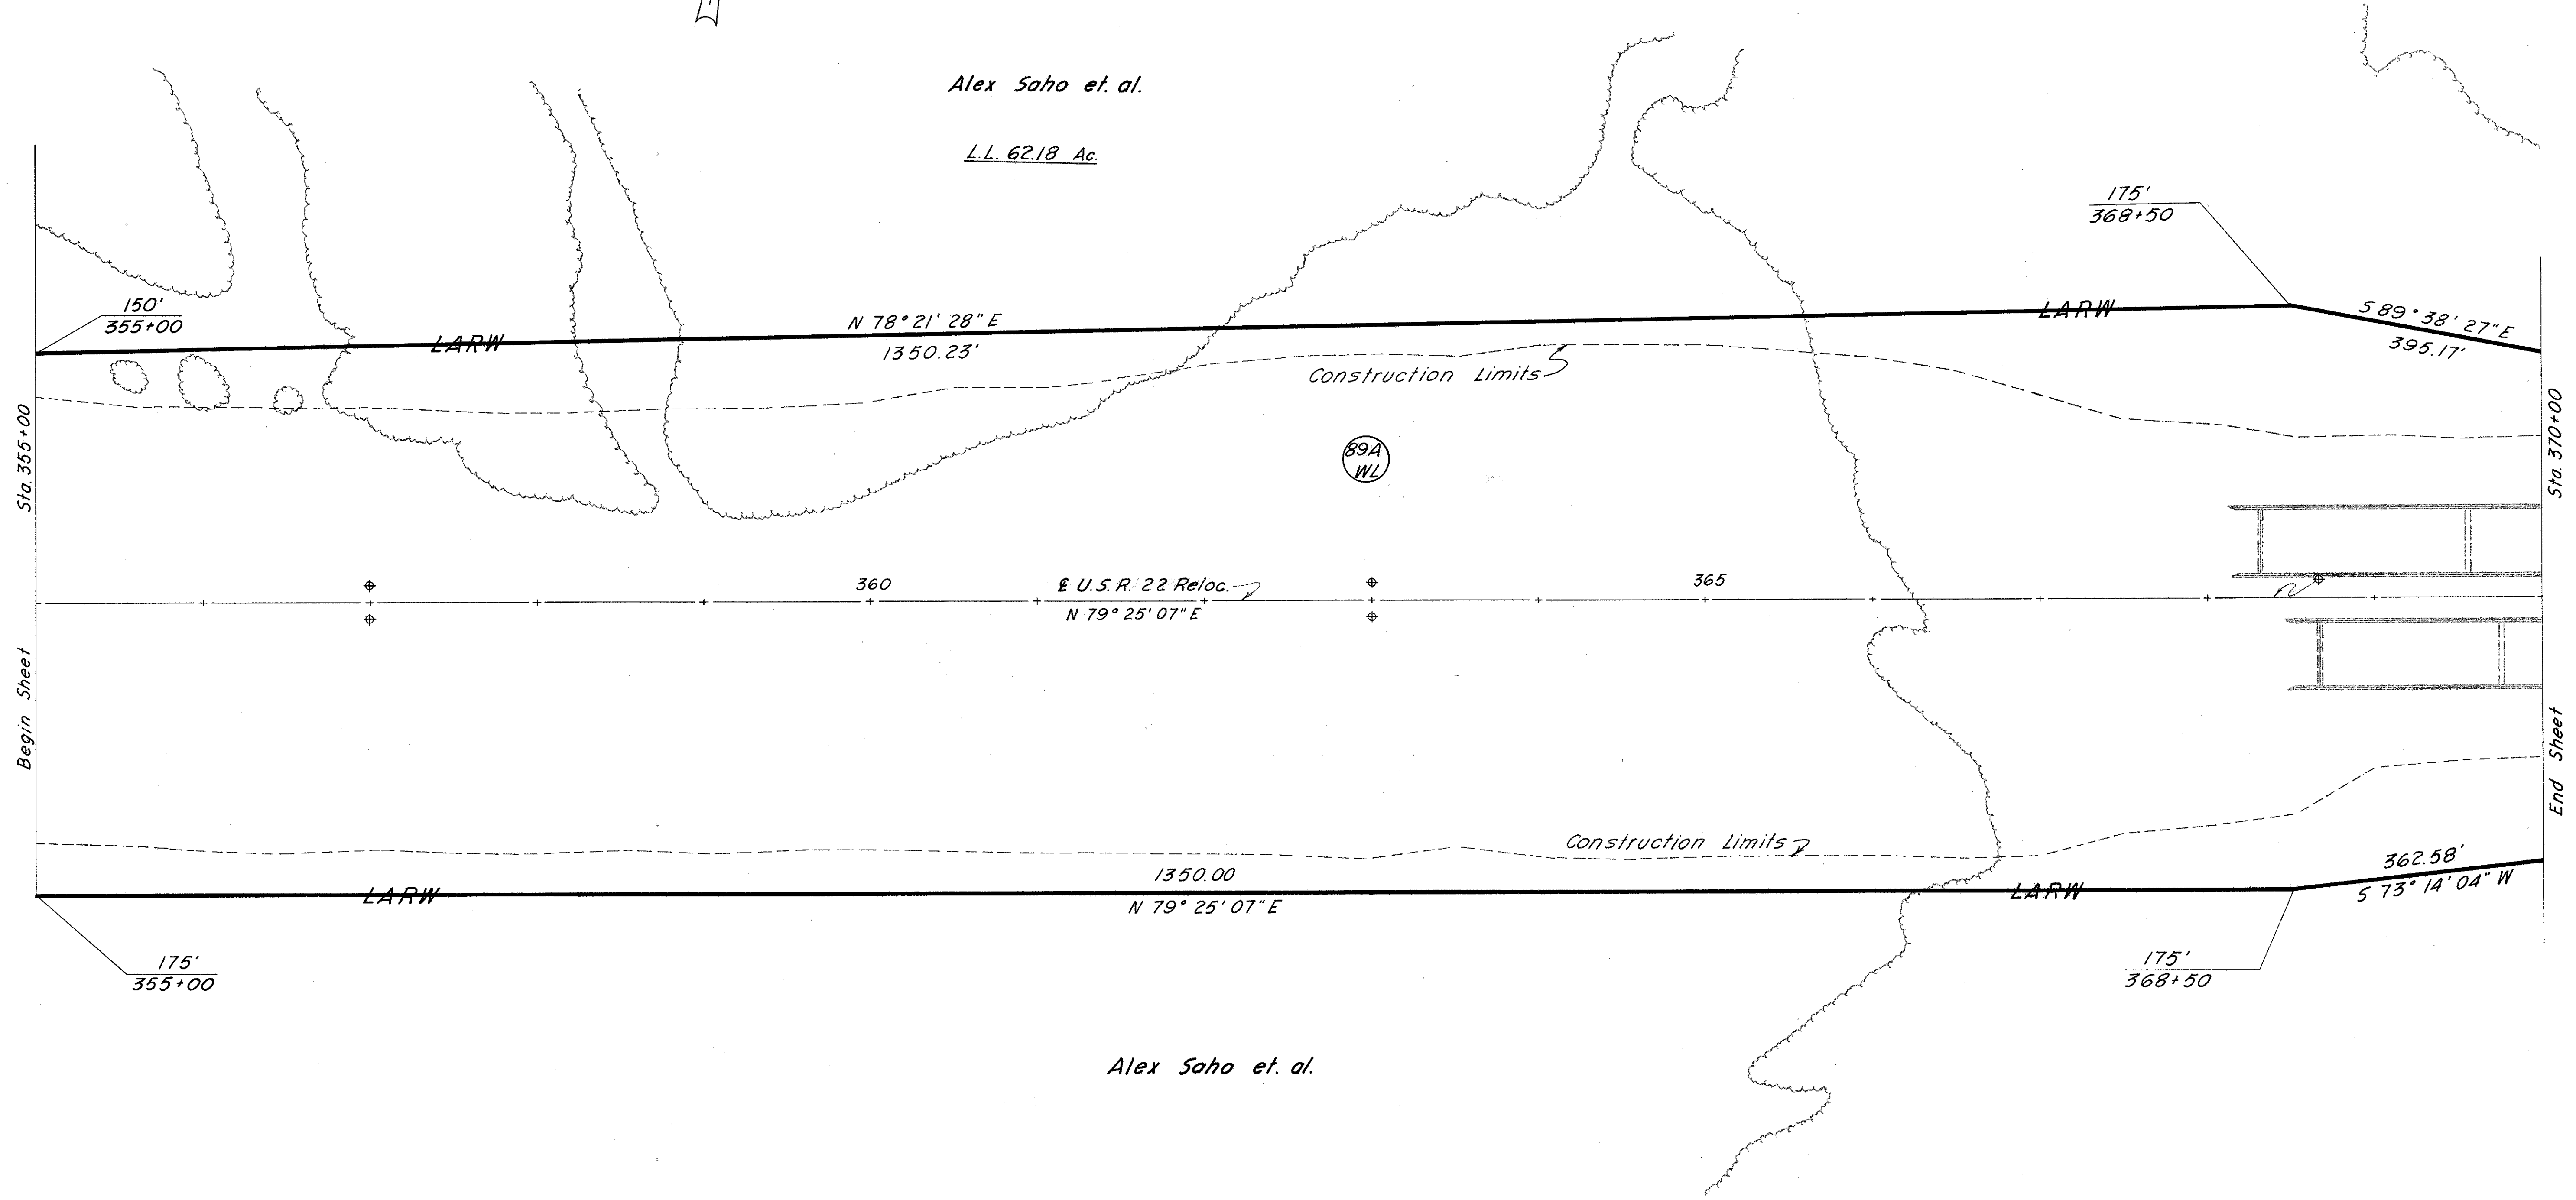 Alex Saho et. al.
L.L. 62.18 Ac.
175'
368+50
150'
355+00
LARW
N 78° 21' 28" E
1350.23'
LARW
S 89° 38' 27" E
395.17'
Construction Limits
Sta. 355+00
Sta. 370+00
89A
WL
360
℄ U.S.R. 22 Reloc.
365
N 79° 25' 07" E
Begin Sheet
End Sheet
Construction Limits
1350.00
362.58'
LARW
LARW
S 73° 14' 04" W
N 79° 25' 07" E
175'
355+00
175'
368+50
Alex Saho et. al.